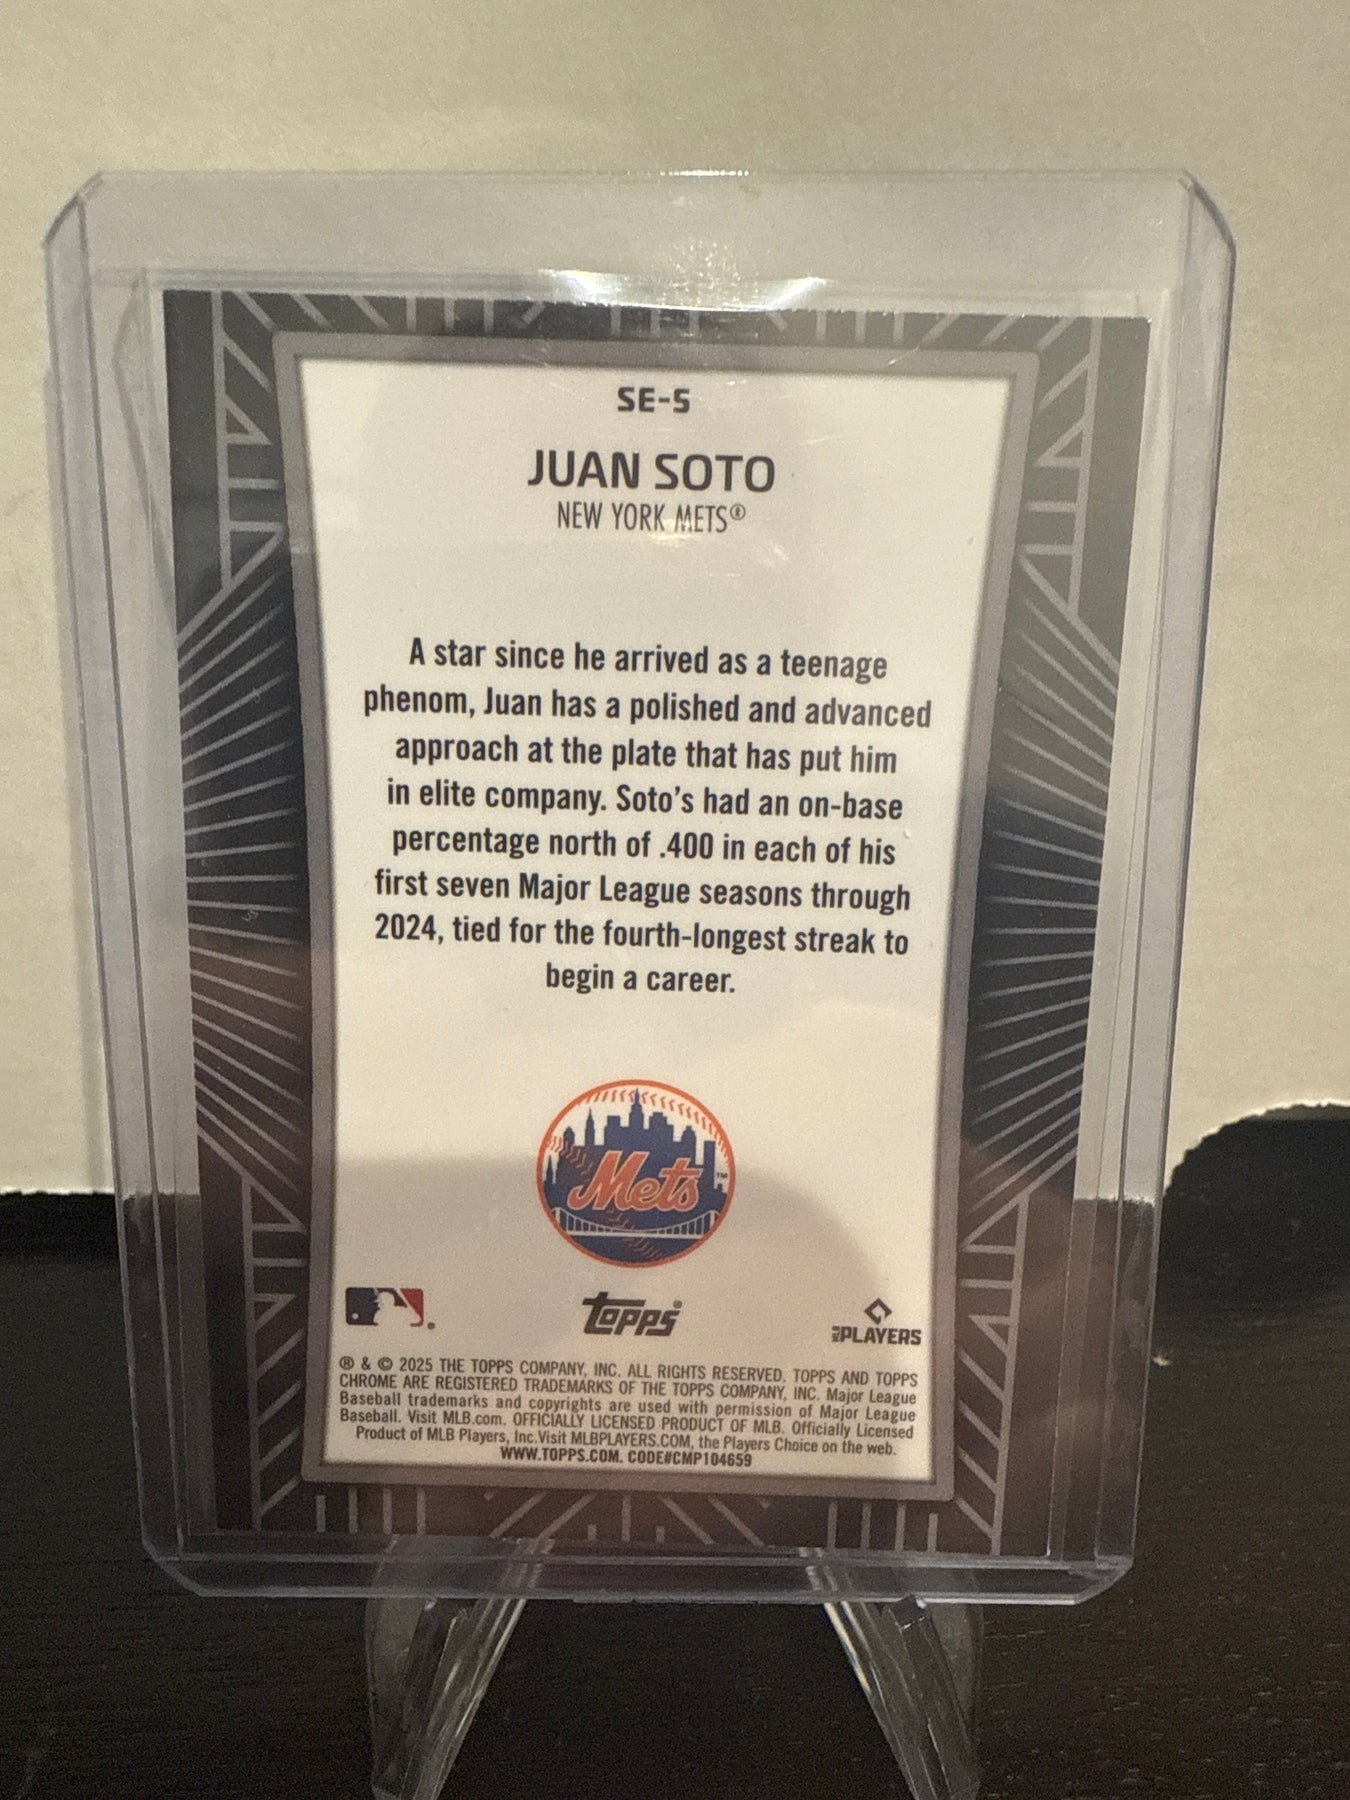 SE-5
JUAN SOTO
NEW YORK METS®
A star since he arrived as a teenage
phenom, Juan has a polished and advanced
approach at the plate that has put him
in elite company. Soto's had an on-base
percentage north of .400 in each of his
first seven Major League seasons through
2024, tied for the fourth-longest streak to
begin a career.
Mets™
topps®
MLB PLAYERS
® & © 2025 THE TOPPS COMPANY, INC. ALL RIGHTS RESERVED. TOPPS AND TOPPS
CHROME ARE REGISTERED TRADEMARKS OF THE TOPPS COMPANY, INC. Major League
Baseball trademarks and copyrights are used with permission of Major League
Baseball. Visit MLB.com. OFFICIALLY LICENSED PRODUCT OF MLB. Officially Licensed
Product of MLB Players, Inc.Visit MLBPLAYERS.COM, the Players Choice on the web.
WWW.TOPPS.COM. CODE#CMP104659